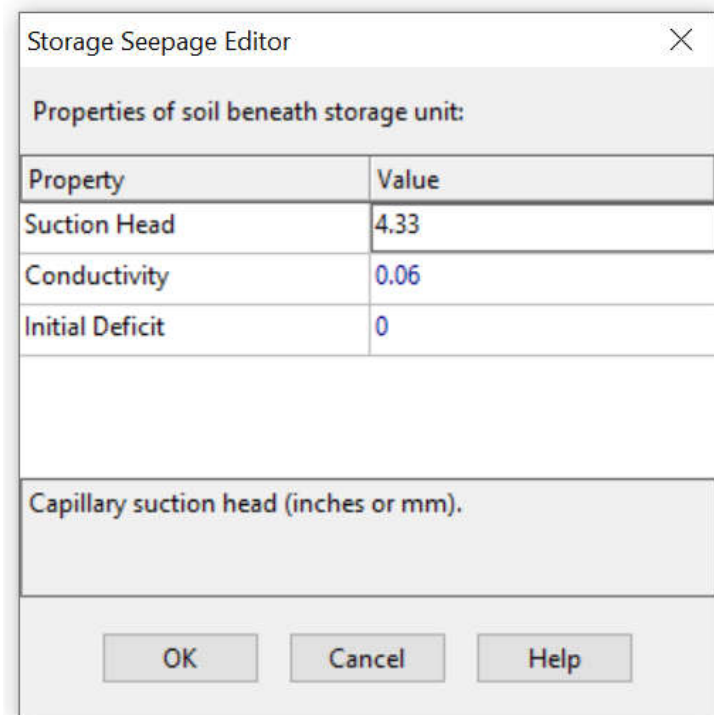 Storage Seepage Editor
Properties of soil beneath storage unit:
Property Value
Suction Head 4.33
Conductivity 0.06
Initial Deficit 0
Capillary suction head (inches or mm).
OK Cancel Help